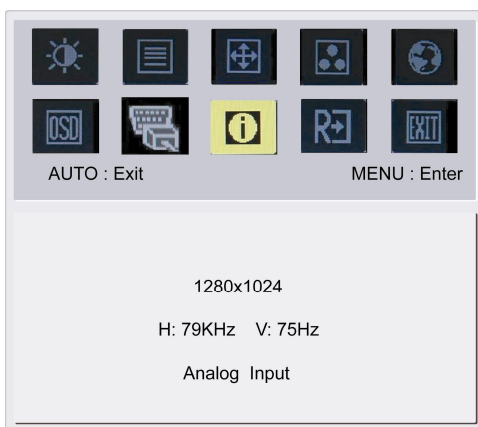 OSD i R EXIT
AUTO : Exit MENU : Enter
1280x1024
H: 79KHz V: 75Hz
Analog Input